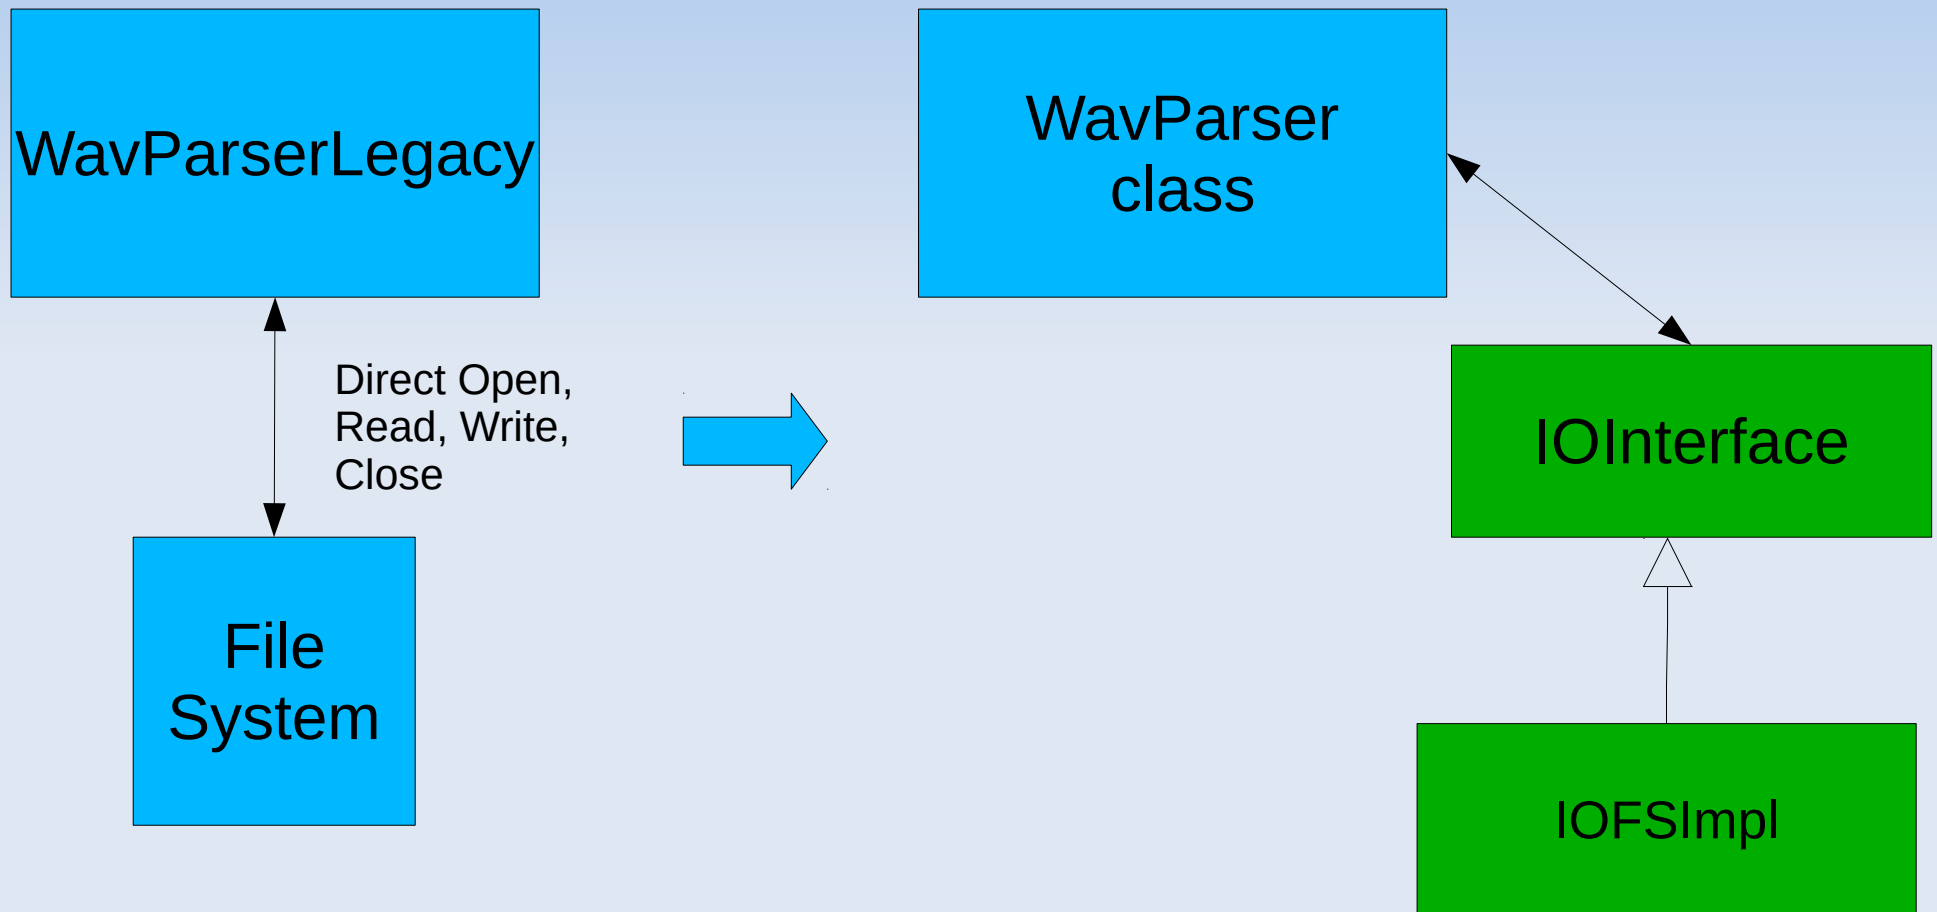 WavParserLegacy
Direct Open,
Read, Write,
Close
File
System
WavParser
class
IOInterface
IOFSImpl